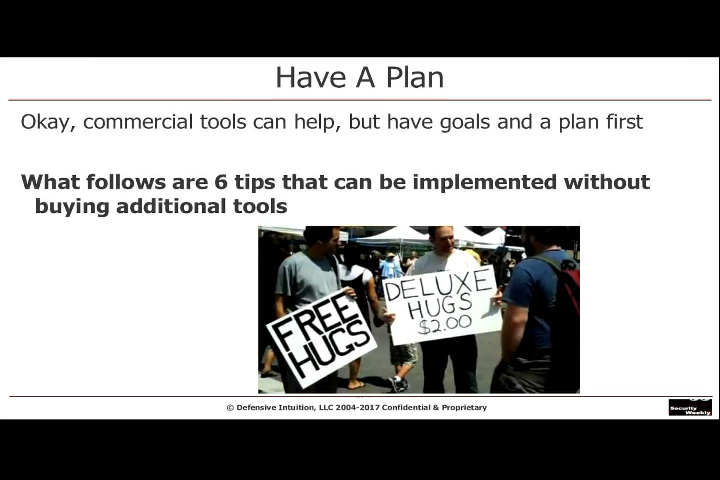 Have A Plan
Okay, commercial tools can help, but have goals and a plan first
What follows are 6 tips that can be implemented without
buying additional tools
FREE
HUGS
DELUXE
HUGS
$2.00
© Defensive Intuition, LLC 2004-2017 Confidential & Proprietary
Security
Weekly